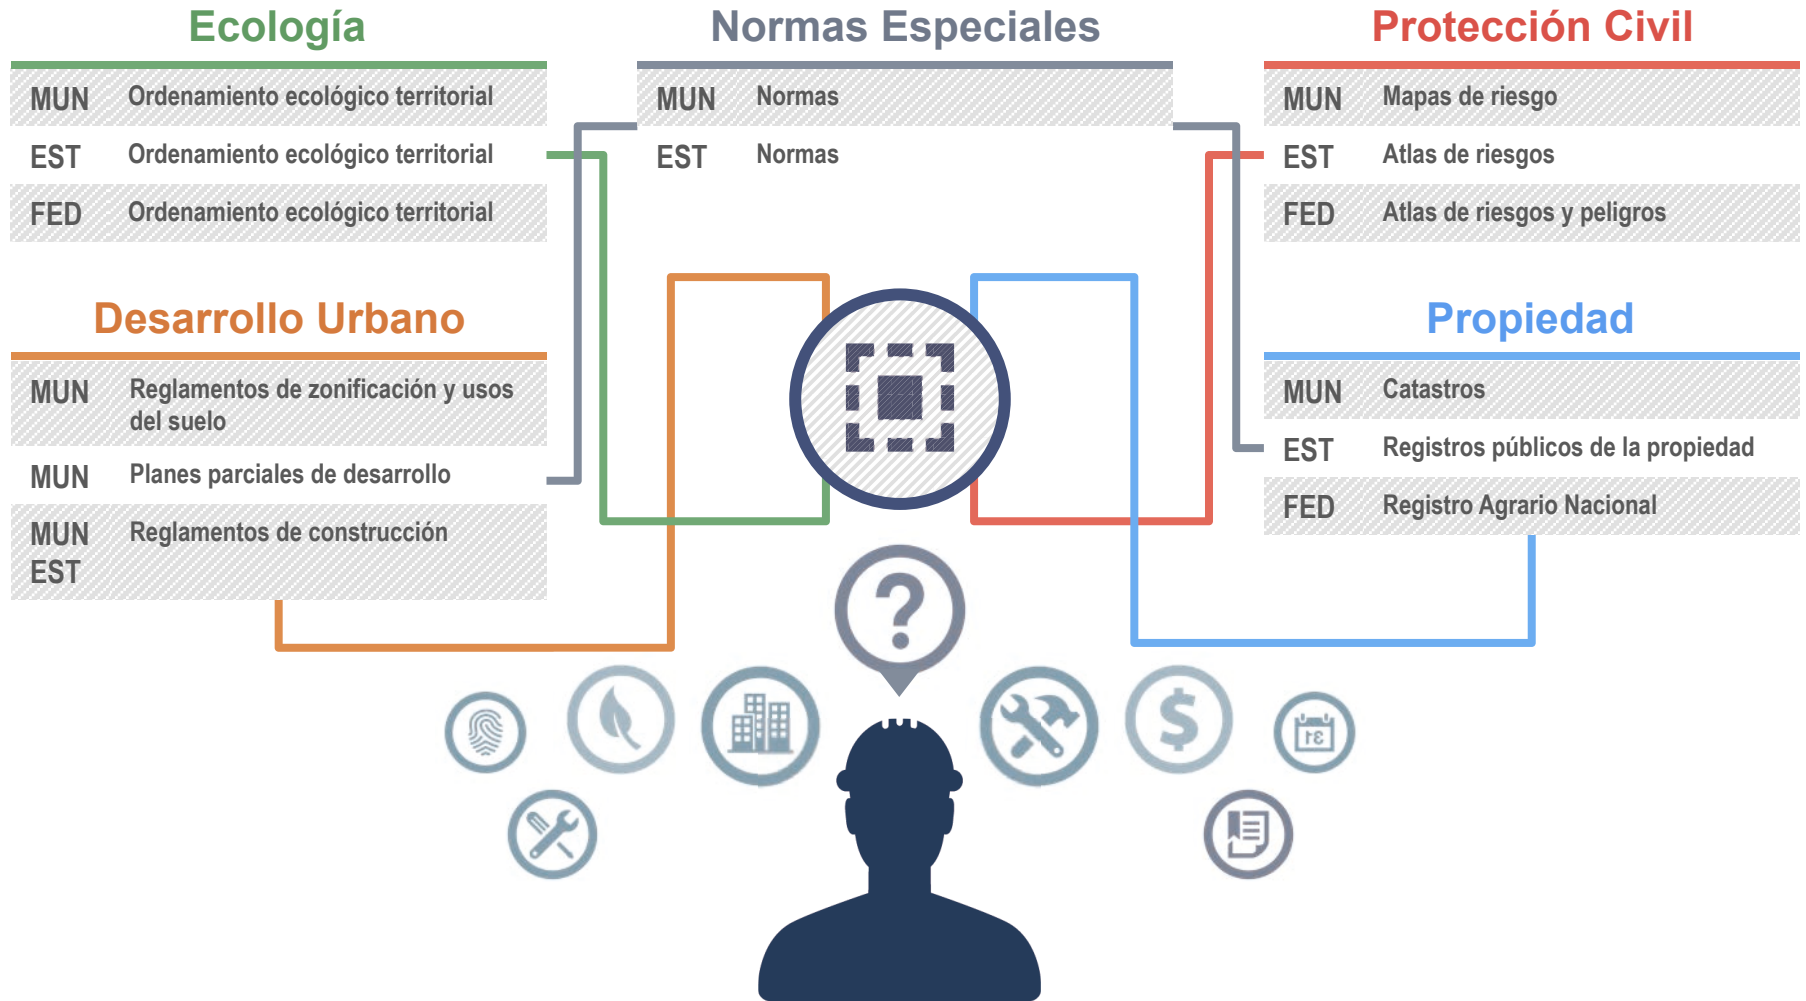 Ecología
MUN Ordenamiento ecológico territorial
EST Ordenamiento ecológico territorial
FED Ordenamiento ecológico territorial
Normas Especiales
MUN Normas
EST Normas
Protección Civil
MUN Mapas de riesgo
EST Atlas de riesgos
FED Atlas de riesgos y peligros
Desarrollo Urbano
MUN Reglamentos de zonificación y usos
del suelo
MUN Planes parciales de desarrollo
MUN Reglamentos de construcción
EST
Propiedad
MUN Catastros
EST Registros públicos de la propiedad
FED Registro Agrario Nacional
?
$
31